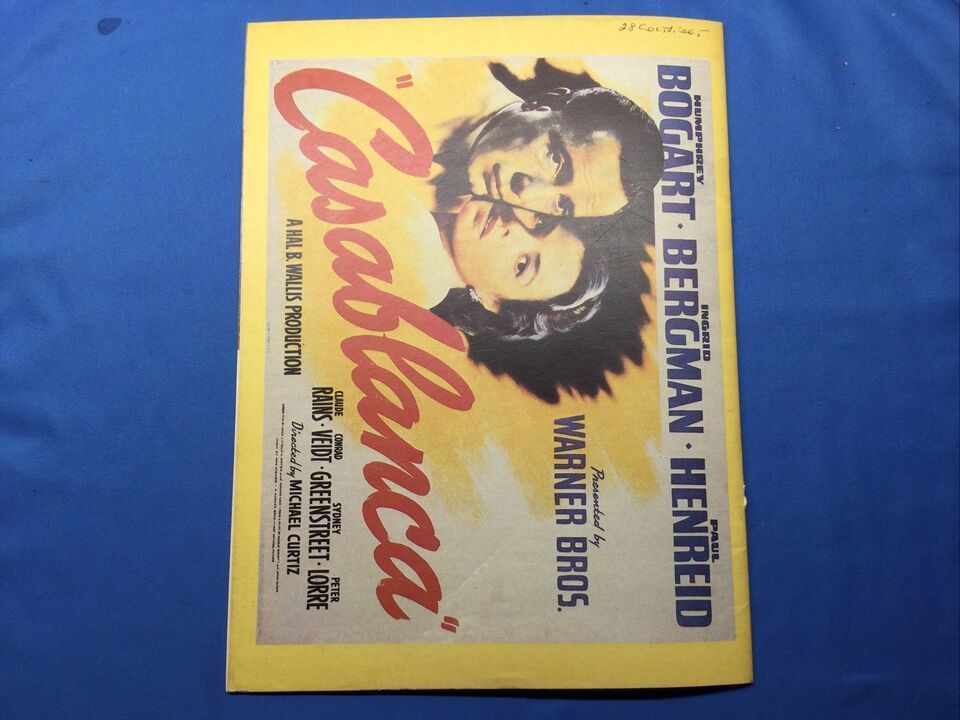 HUMPHREY INGRID PAUL
BOGART · BERGMAN · HENREID
Presented by
WARNER BROS.
"Casablanca"
CLAUDE CONRAD SYDNEY PETER
RAINS · VEIDT · GREENSTREET · LORRE
A HAL B. WALLIS PRODUCTION
Directed by MICHAEL CURTIZ